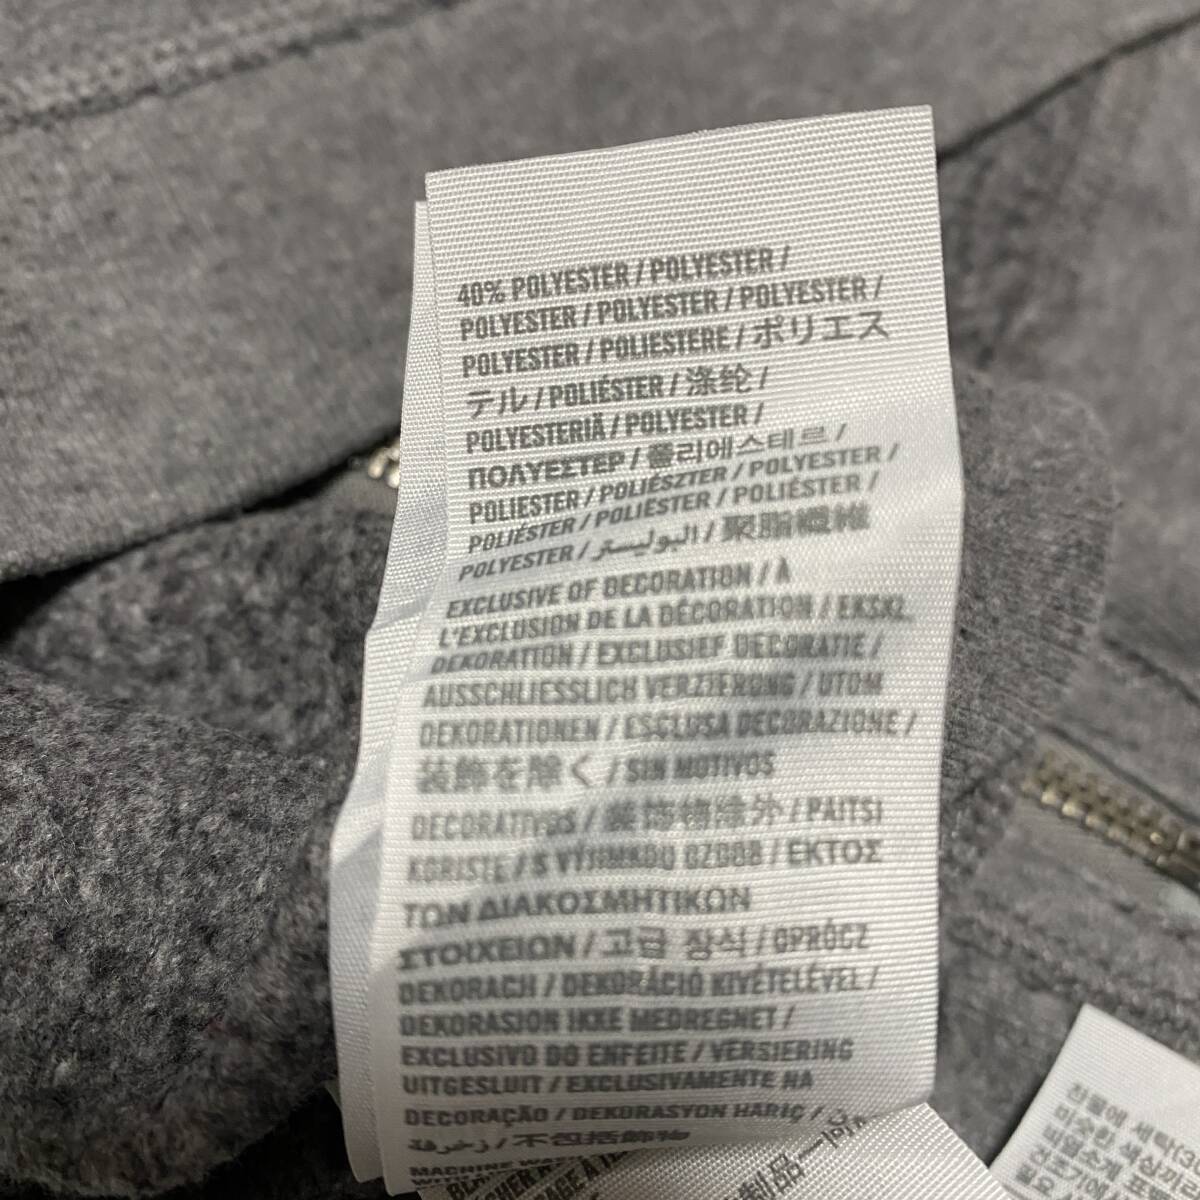 40% POLYESTER / POLYESTER /
POLYESTER / POLYESTER / POLYESTER /
POLYESTER / POLIESTERE / ポリエス
テル / POLIÉSTER / 涤纶 /
POLYESTERIÄ / POLYESTER /
ΠΟΛΥΕΣΤΕΡ / 폴리에스테르 /
POLIESTER / POLIÉSZTER / POLYESTER /
POLIÉSTER / POLIÉSTER / POLIÉSTER /
POLYESTER / البوليستر / 聚脂纖維
EXCLUSIVE OF DECORATION / À
L'EXCLUSION DE LA DÉCORATION / EKSKL
DEKORATION / EXCLUSIEF DECORATIE /
AUSSCHLIESSLICH VERZIERUNG / UTOM
DEKORATIONEN / ESCLUSA DECORAZIONE /
装飾を除く / SIN MOTIVOS
DECORATIVOS / 装饰物除外 / PAITSI
KORISTE / S VÝJIMKOU OZDOB / ΕΚΤΟΣ
ΤΩΝ ΔΙΑΚΟΣΜΗΤΙΚΩΝ
ΣΤΟΙΧΕΙΩΝ / 고급 장식 / OPRÓCZ
DEKORACJI / DEKORÁCIÓ KIVÉTELÉVEL /
DEKORASJON IKKE MEDREGNET /
EXCLUSIVO DO ENFEITE / VERSIERING
UITGESLUIT / EXCLUSIVAMENTE NA
DECORAÇÃO / DEKORASYON HARIÇ /
زخرفة / 不包括飾物
MACHINE WASH